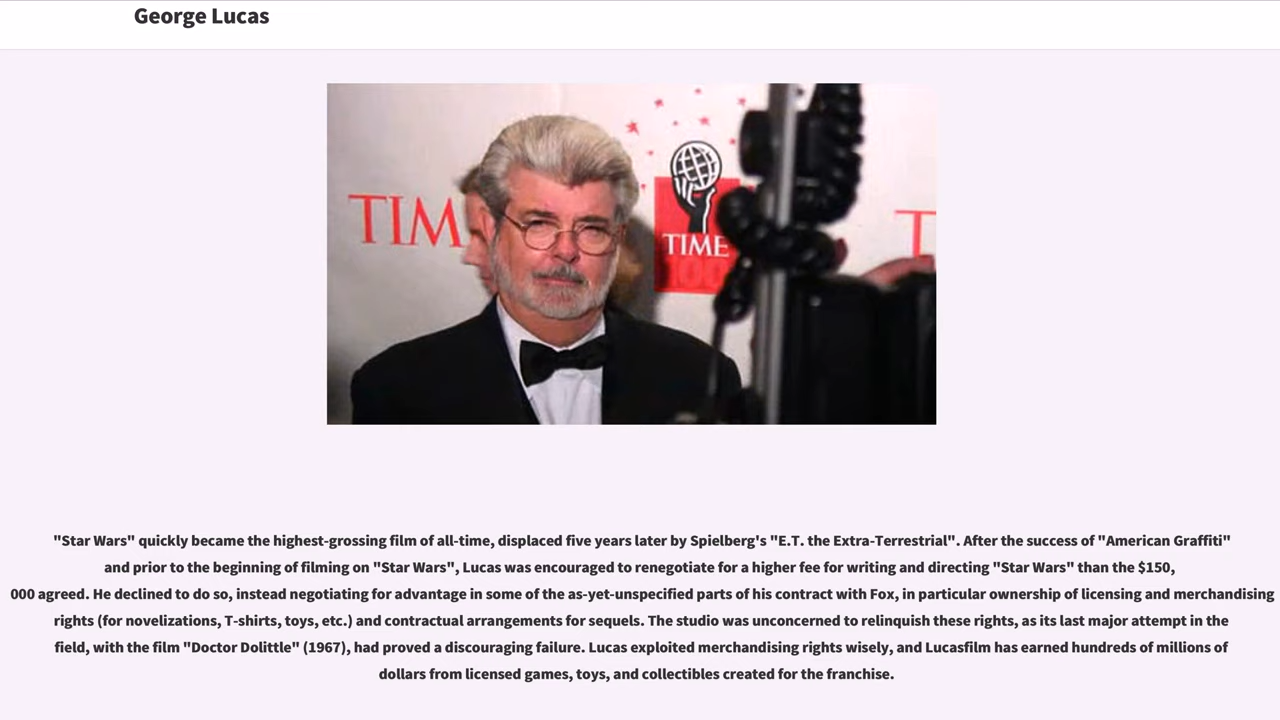 George Lucas
TIM
TIME
100
T
"Star Wars" quickly became the highest-grossing film of all-time, displaced five years later by Spielberg's "E.T. the Extra-Terrestrial". After the success of "American Graffiti"
and prior to the beginning of filming on "Star Wars", Lucas was encouraged to renegotiate for a higher fee for writing and directing "Star Wars" than the $150,
000 agreed. He declined to do so, instead negotiating for advantage in some of the as-yet-unspecified parts of his contract with Fox, in particular ownership of licensing and merchandising
rights (for novelizations, T-shirts, toys, etc.) and contractual arrangements for sequels. The studio was unconcerned to relinquish these rights, as its last major attempt in the
field, with the film "Doctor Dolittle" (1967), had proved a discouraging failure. Lucas exploited merchandising rights wisely, and Lucasfilm has earned hundreds of millions of
dollars from licensed games, toys, and collectibles created for the franchise.